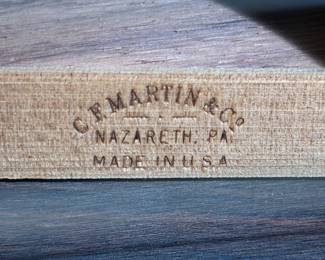 C.F. MARTIN & Co.
NAZARETH, PA.
MADE IN U.S.A.